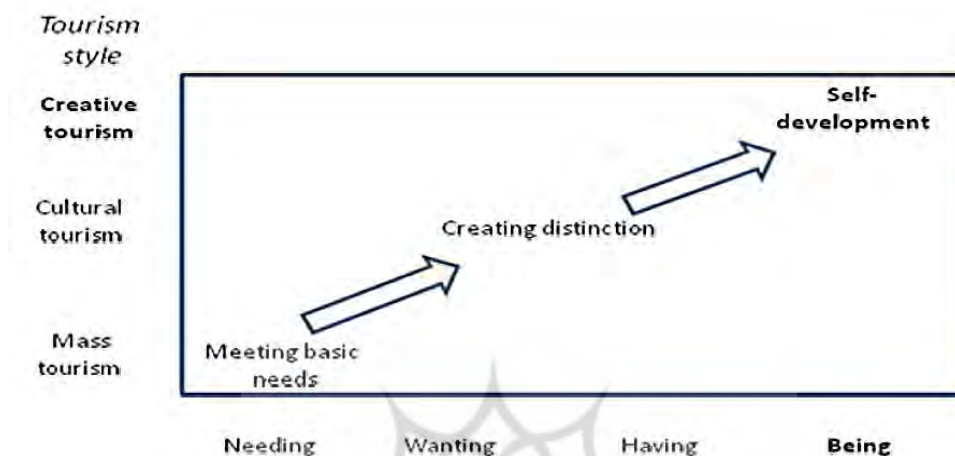 Tourism
style
Creative
tourism
Self-
development
Cultural
tourism
Creating distinction
Mass
tourism
Meeting basic
needs
Needing Wanting Having Being